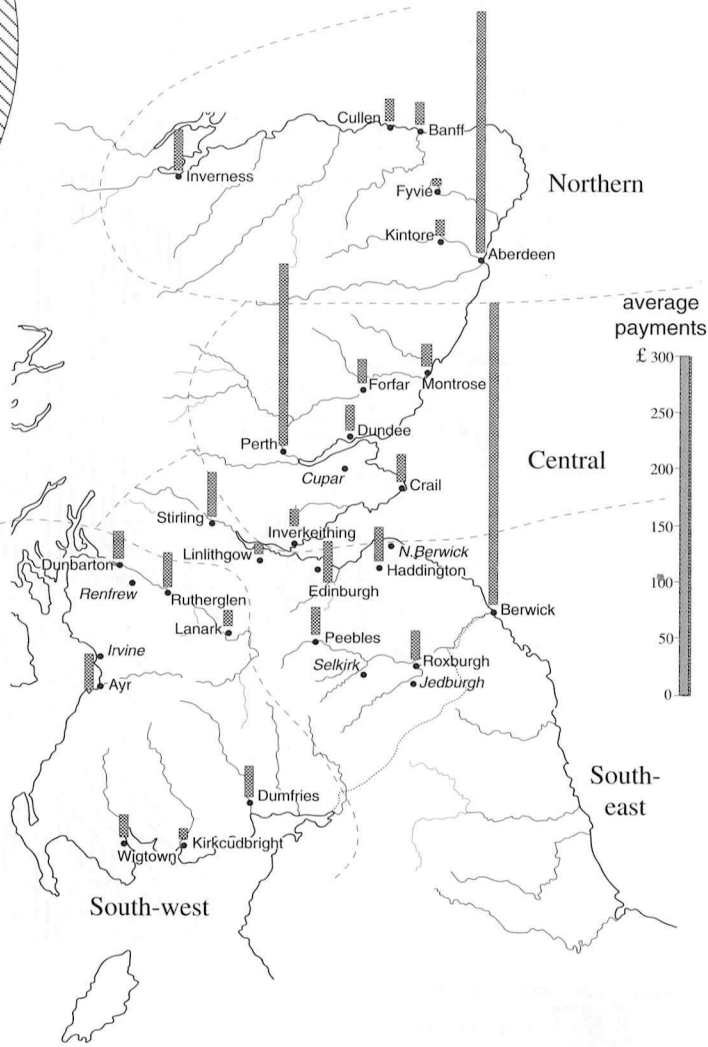 Cullen
Banff
Inverness
Fyvie
Northern
Kintore
Aberdeen
average
payments
£ 300
250
200
150
100
50
0
Forfar
Montrose
Dundee
Perth
Central
Cupar
Crail
Stirling
Inverkeithing
Linlithgow
N.Berwick
Dunbarton
Haddington
Renfrew
Edinburgh
Rutherglen
Berwick
Lanark
Peebles
Irvine
Selkirk
Roxburgh
Ayr
Jedburgh
South-
east
Dumfries
Wigtown
Kirkcudbright
South-west